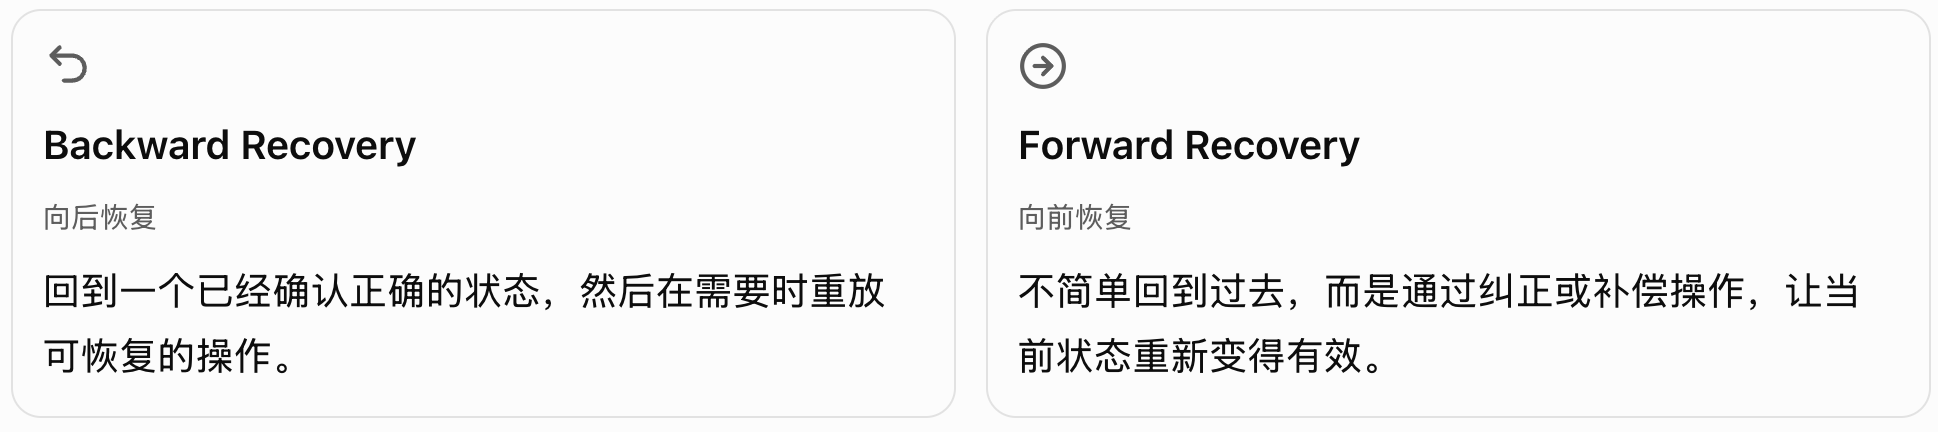 Backward Recovery
向后恢复
回到一个已经确认正确的状态，然后在需要时重放
可恢复的操作。
Forward Recovery
向前恢复
不简单回到过去，而是通过纠正或补偿操作，让当
前状态重新变得有效。